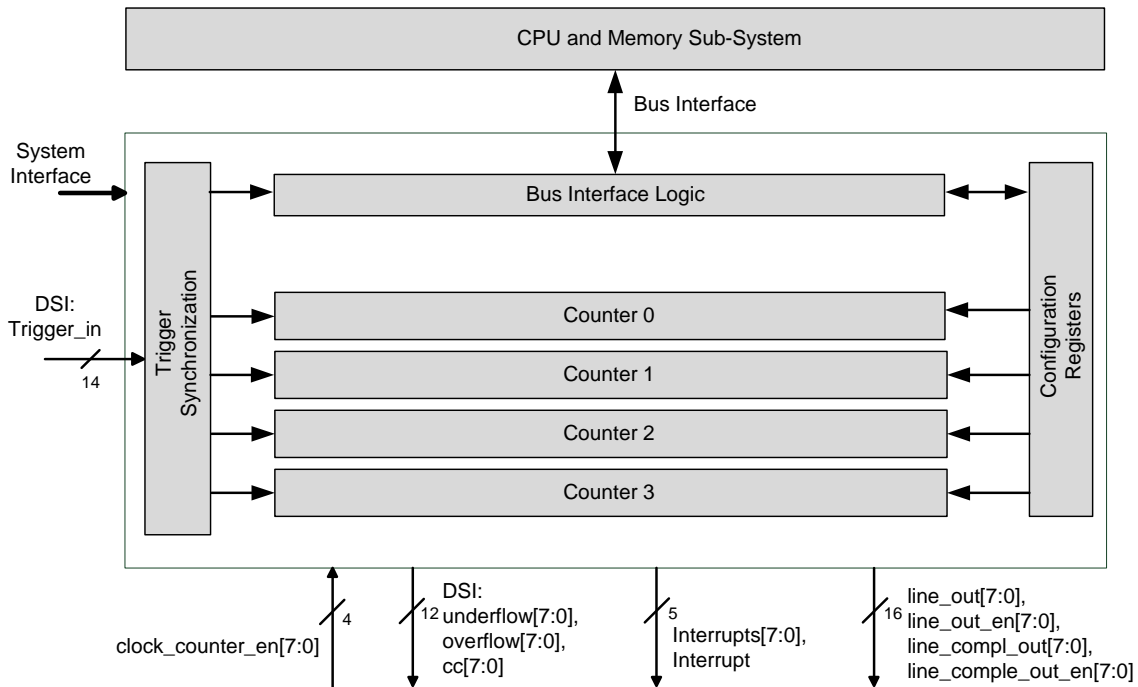 CPU and Memory Sub-System
Bus Interface
System
Interface
Bus Interface Logic
DSI:
Trigger_in
14
Trigger
Synchronization
Counter 0
Counter 1
Counter 2
Counter 3
Configuration
Registers
clock_counter_en[7:0]
4
12
DSI:
underflow[7:0],
overflow[7:0],
cc[7:0]
5
Interrupts[7:0],
Interrupt
16
line_out[7:0],
line_out_en[7:0],
line_compl_out[7:0],
line_comple_out_en[7:0]